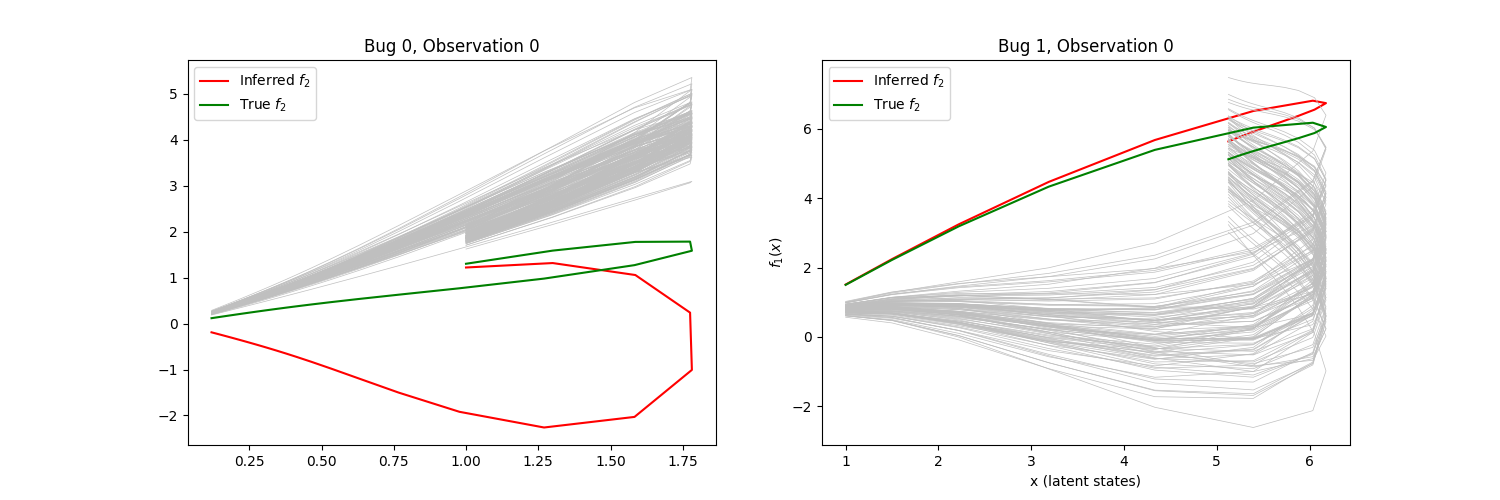 Bug 0, Observation 0
Inferred f₂
True f₂
5
4
3
2
1
0
−1
−2
0.25 0.50 0.75 1.00 1.25 1.50 1.75
Bug 1, Observation 0
Inferred f₂
True f₂
f₁(x)
6
4
2
0
−2
1 2 3 4 5 6
x (latent states)